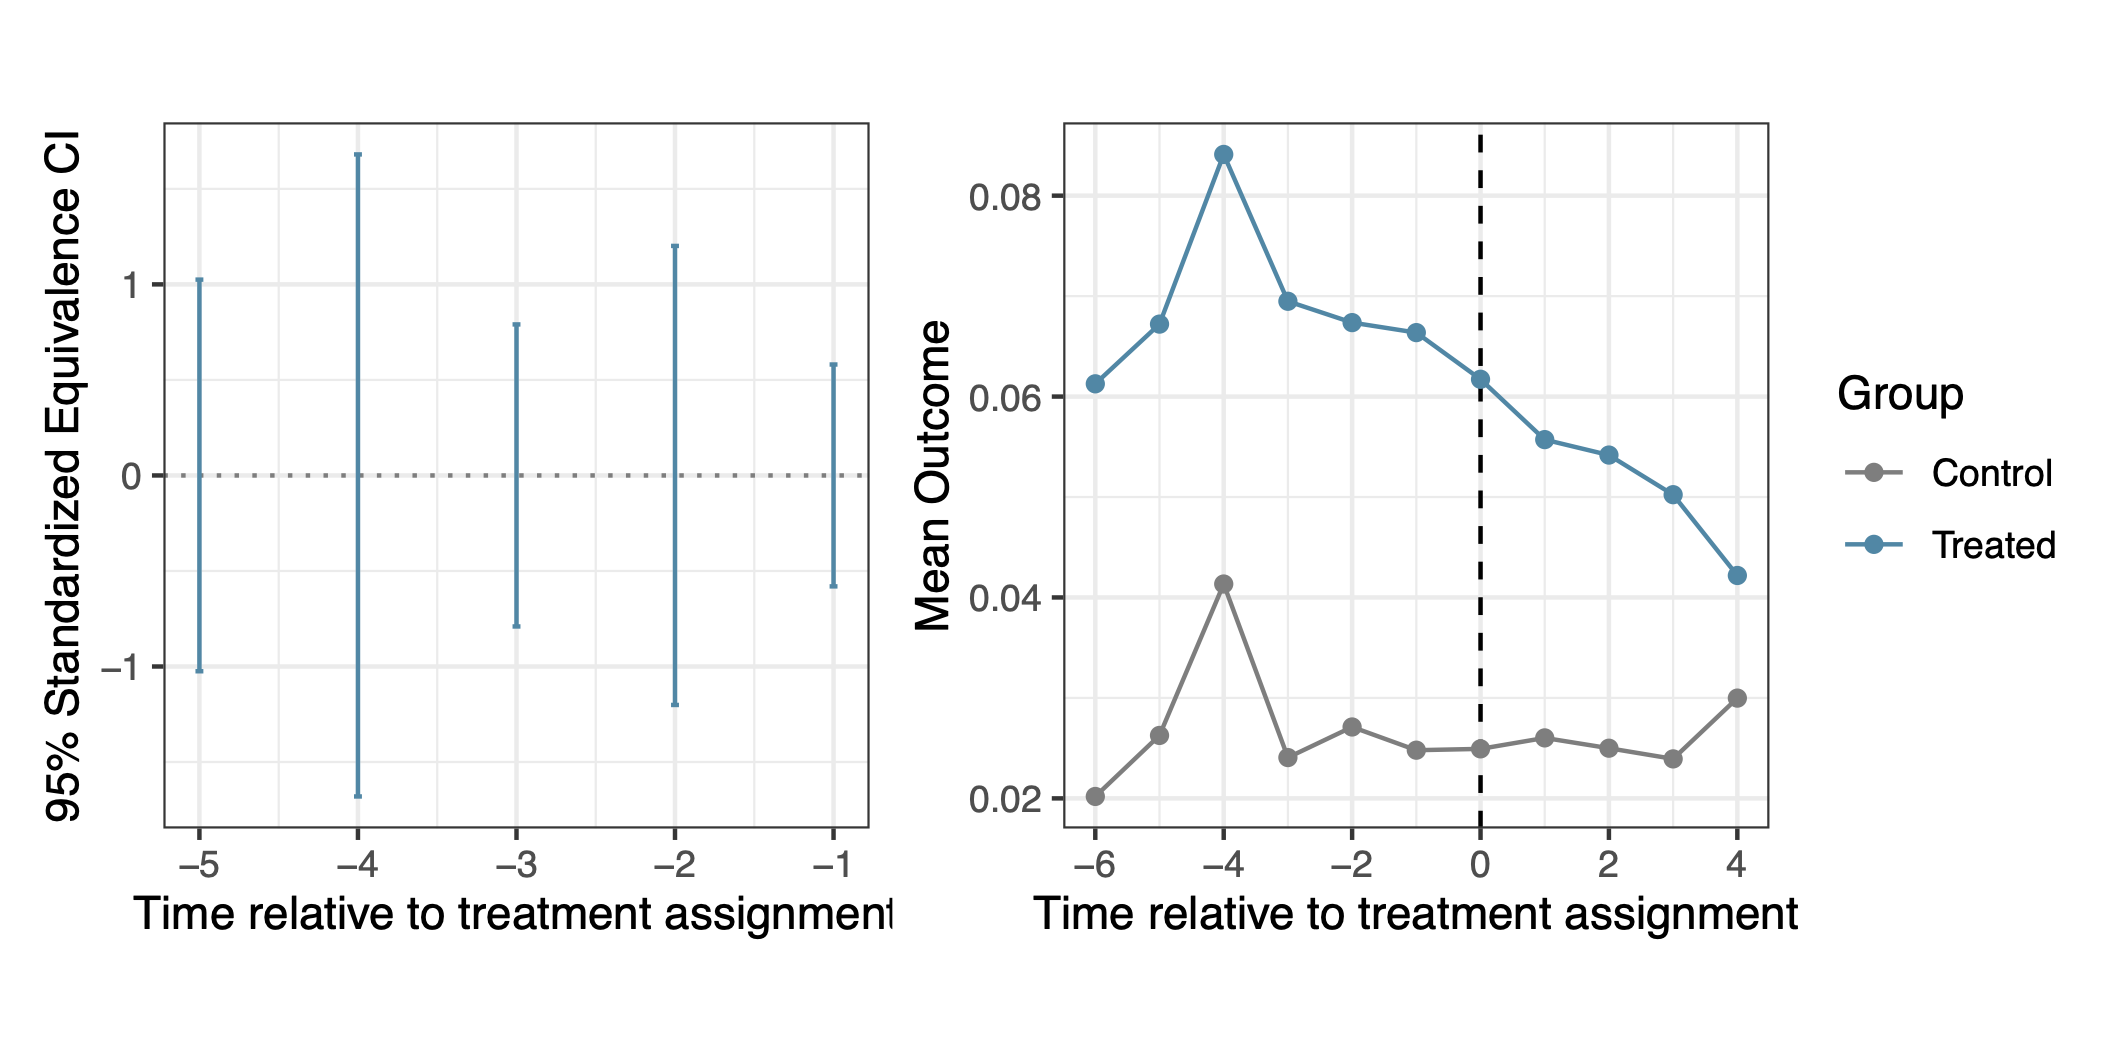 95% Standardized Equivalence CI
1
0
−1
−5
−4
−3
−2
−1
Time relative to treatment assignment
Mean Outcome
0.08
0.06
0.04
0.02
−6
−4
−2
0
2
4
Time relative to treatment assignment
Group
Control
Treated